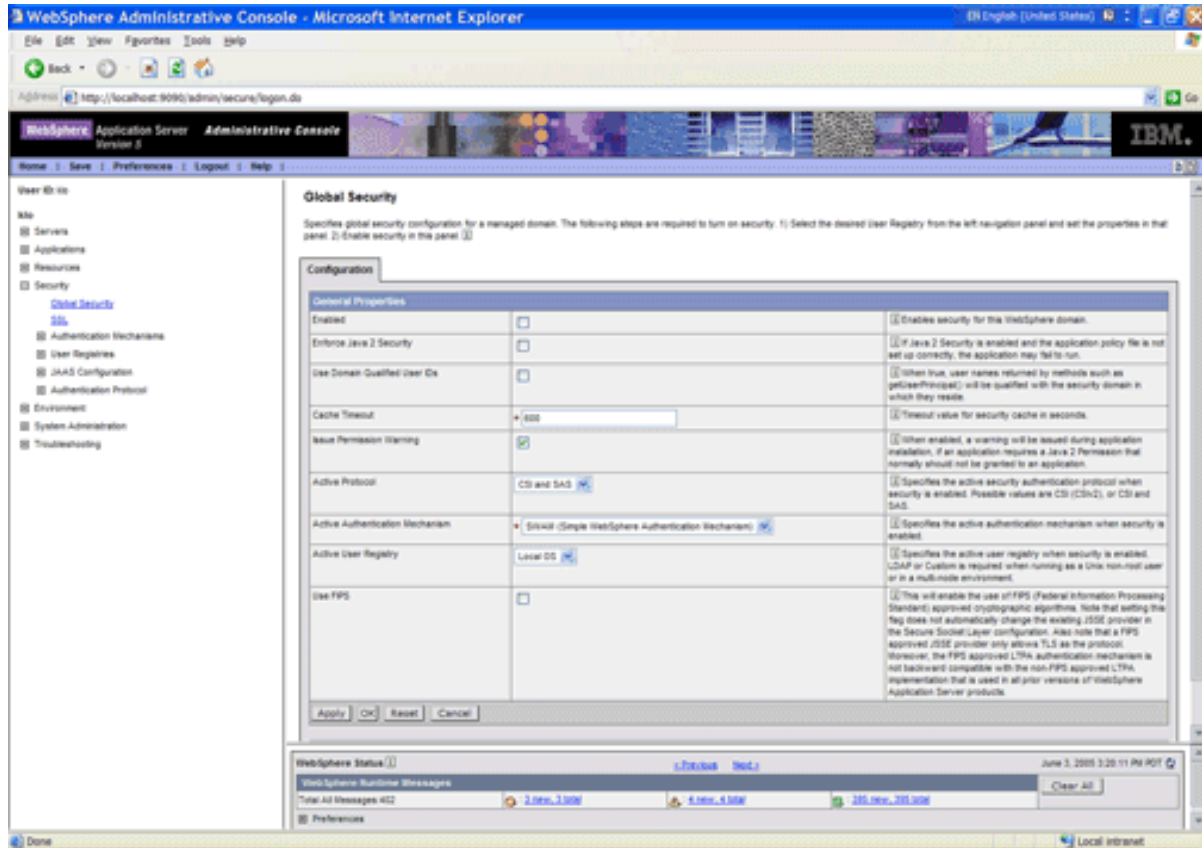 WebSphere Administrative Console - Microsoft Internet Explorer
EN English (United States)
File Edit View Favorites Tools Help
Back
Address http://localhost:9090/admin/secure/logon.do
Go
WebSphere Application Server Administrative Console
Version 5
IBM.
Home | Save | Preferences | Logout | Help |
User ID:
Servers
Applications
Resources
Security
Global Security
SSL
Authentication Mechanisms
User Registries
JAAS Configuration
Authentication Protocol
Environment
System Administration
Troubleshooting
Global Security
Specifies global security configuration for a managed domain. The following steps are required to turn on security. 1) Select the desired User Registry from the left navigation panel and set the properties in that
panel. 2) Enable security in this panel.
Configuration
General Properties
Enabled
Enables security for this WebSphere domain.
Enforce Java 2 Security
If Java 2 Security is enabled and the application policy file is not
set up correctly, the application may fail to run.
Use Domain Qualified User IDs
When true, user names returned by methods such as
getUserPrincipal() will be qualified with the security domain in
which they reside.
Cache Timeout
* 600
Timeout value for security cache in seconds.
Issue Permission Warning
When enabled, a warning will be issued during application
installation, if an application requires a Java 2 Permission that
normally should not be granted to an application.
Active Protocol
CSI and SAS
Specifies the active security authentication protocol when
security is enabled. Possible values are CSI (CSIv2), or CSI and
SAS.
Active Authentication Mechanism
* SWAM (Simple WebSphere Authentication Mechanism)
Specifies the active authentication mechanism when security is
enabled.
Active User Registry
Local OS
Specifies the active user registry when security is enabled.
LDAP or Custom is required when running as a Unix non-root user
or in a multi-node environment.
Use FIPS
This will enable the use of FIPS (Federal Information Processing
Standard) approved cryptographic algorithms. Note that setting this
flag does not automatically change the existing JSSE provider in
the Secure Socket Layer configuration. Also note that a FIPS
approved JSSE provider only allows TLS as the protocol.
Moreover, the FIPS approved LTPA authentication mechanism is
not backward compatible with the non-FIPS approved LTPA
implementation that is used in all prior versions of WebSphere
Application Server products.
Apply OK Reset Cancel
WebSphere Status
< Previous Next >
June 3, 2005 3:20:11 PM PDT
WebSphere Runtime Messages
Clear All
Total All Messages:402
: 3 new, 3 total
: 4 new, 4 total
: 395 new, 395 total
Preferences
Done
Local intranet